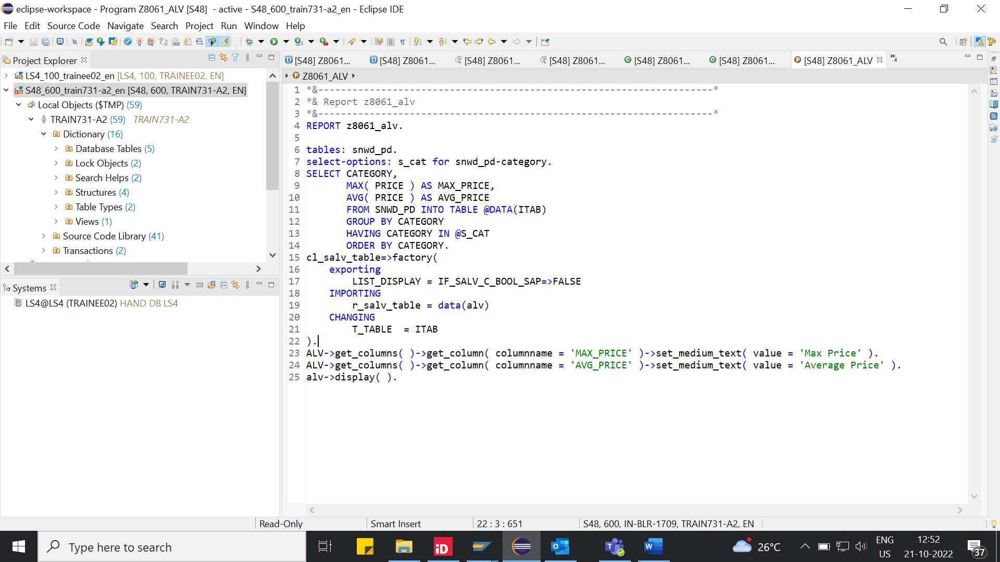 eclipse-workspace - Program Z8061_ALV [S48]  - active - S48_600_train731-a2_en - Eclipse IDE
File Edit Source Code Navigate Search Project Run Window Help
Project Explorer
LS4_100_trainee02_en [LS4, 100, TRAINEE02, EN]
S48_600_train731-a2_en [S48, 600, TRAIN731-A2, EN]
Local Objects ($TMP) (59)
TRAIN731-A2 (59) TRAIN731-A2
Dictionary (16)
Database Tables (5)
Lock Objects (2)
Search Helps (2)
Structures (4)
Table Types (2)
Views (1)
Source Code Library (41)
Transactions (2)
Systems
LS4@LS4 (TRAINEE02) HAND DB LS4
[S48] Z8061... [S48] Z8061... [S48] Z8061... [S48] Z8061... [S48] Z8061... [S48] Z8061... [S48] Z8061_ALV »4
Z8061_ALV
1 *&---------------------------------------------------------------------*
2 *& Report z8061_alv
3 *&---------------------------------------------------------------------*
4 REPORT z8061_alv.
5
6 tables: snwd_pd.
7 select-options: s_cat for snwd_pd-category.
8 SELECT CATEGORY,
9        MAX( PRICE ) AS MAX_PRICE,
10        AVG( PRICE ) AS AVG_PRICE
11        FROM SNWD_PD INTO TABLE @DATA(ITAB)
12        GROUP BY CATEGORY
13        HAVING CATEGORY IN @S_CAT
14        ORDER BY CATEGORY.
15 cl_salv_table=>factory(
16     exporting
17         LIST_DISPLAY = IF_SALV_C_BOOL_SAP=>FALSE
18     IMPORTING
19         r_salv_table = data(alv)
20     CHANGING
21         T_TABLE  = ITAB
22 ).
23 ALV->get_columns( )->get_column( columnname = 'MAX_PRICE' )->set_medium_text( value = 'Max Price' ).
24 ALV->get_columns( )->get_column( columnname = 'AVG_PRICE' )->set_medium_text( value = 'Average Price' ).
25 alv->display( ).
Read-Only Smart Insert 22 : 3 : 651 S48, 600, IN-BLR-1709, TRAIN731-A2, EN
Type here to search
iD
26°C
ENG
US
12:52
21-10-2022
37